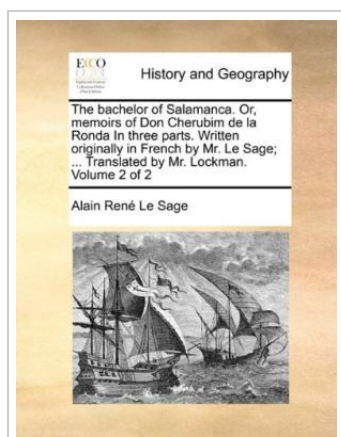 ECCO
History and Geography
The bachelor of Salamanca. Or,
memoirs of Don Cherubim de la
Ronda In three parts. Written
originally in French by Mr. Le Sage;
... Translated by Mr. Lockman.
Volume 2 of 2
Alain René Le Sage